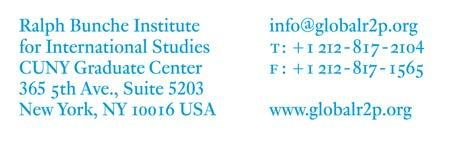 Ralph Bunche Institute
for International Studies
CUNY Graduate Center
365 5th Ave., Suite 5203
New York, NY 10016 USA
info@globalr2p.org
T: +1 212-817-2104
F: +1 212-817-1565
www.globalr2p.org